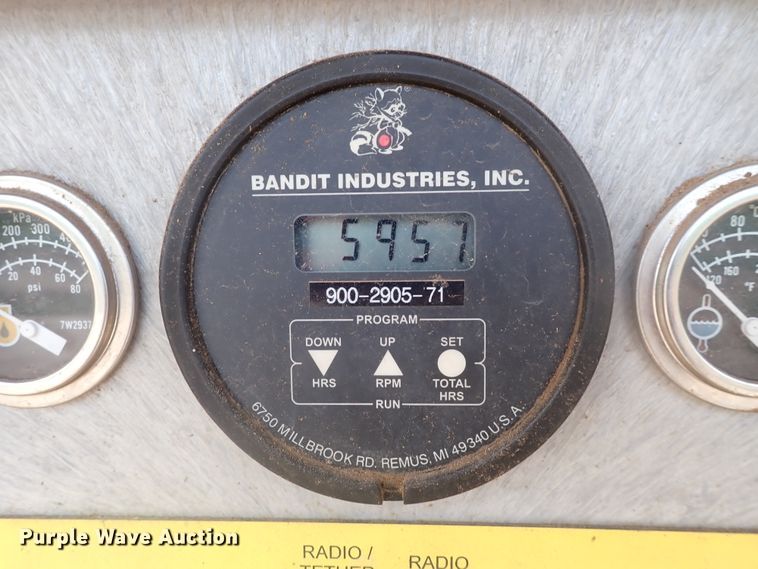 ®
BANDIT INDUSTRIES, INC.
5957
900-2905-71
PROGRAM
DOWN UP SET
HRS RPM TOTAL HRS
RUN
6750 MILLBROOK RD. REMUS, MI 49340 U.S.A.
kPa
200 300
20 40 60 80
psi
7W2937
80
120 160
°F
RADIO / RADIO
TETHER
Purple Wave Auction